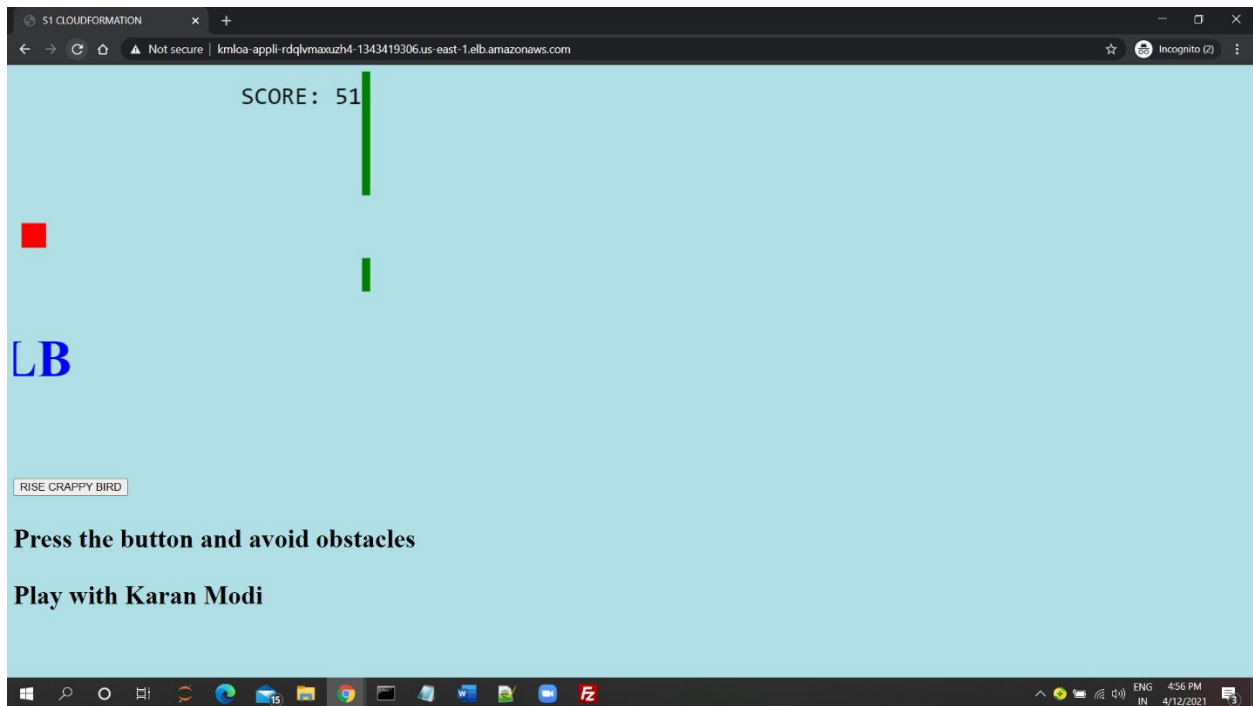 S1 CLOUDFORMATION
Not secure | kmloa-appli-rdqlvmaxuzh4-1343419306.us-east-1.elb.amazonaws.com
Incognito (2)
SCORE: 51
LB
RISE CRAPPY BIRD
Press the button and avoid obstacles
Play with Karan Modi
15
ENG
IN
4:56 PM
4/12/2021
3